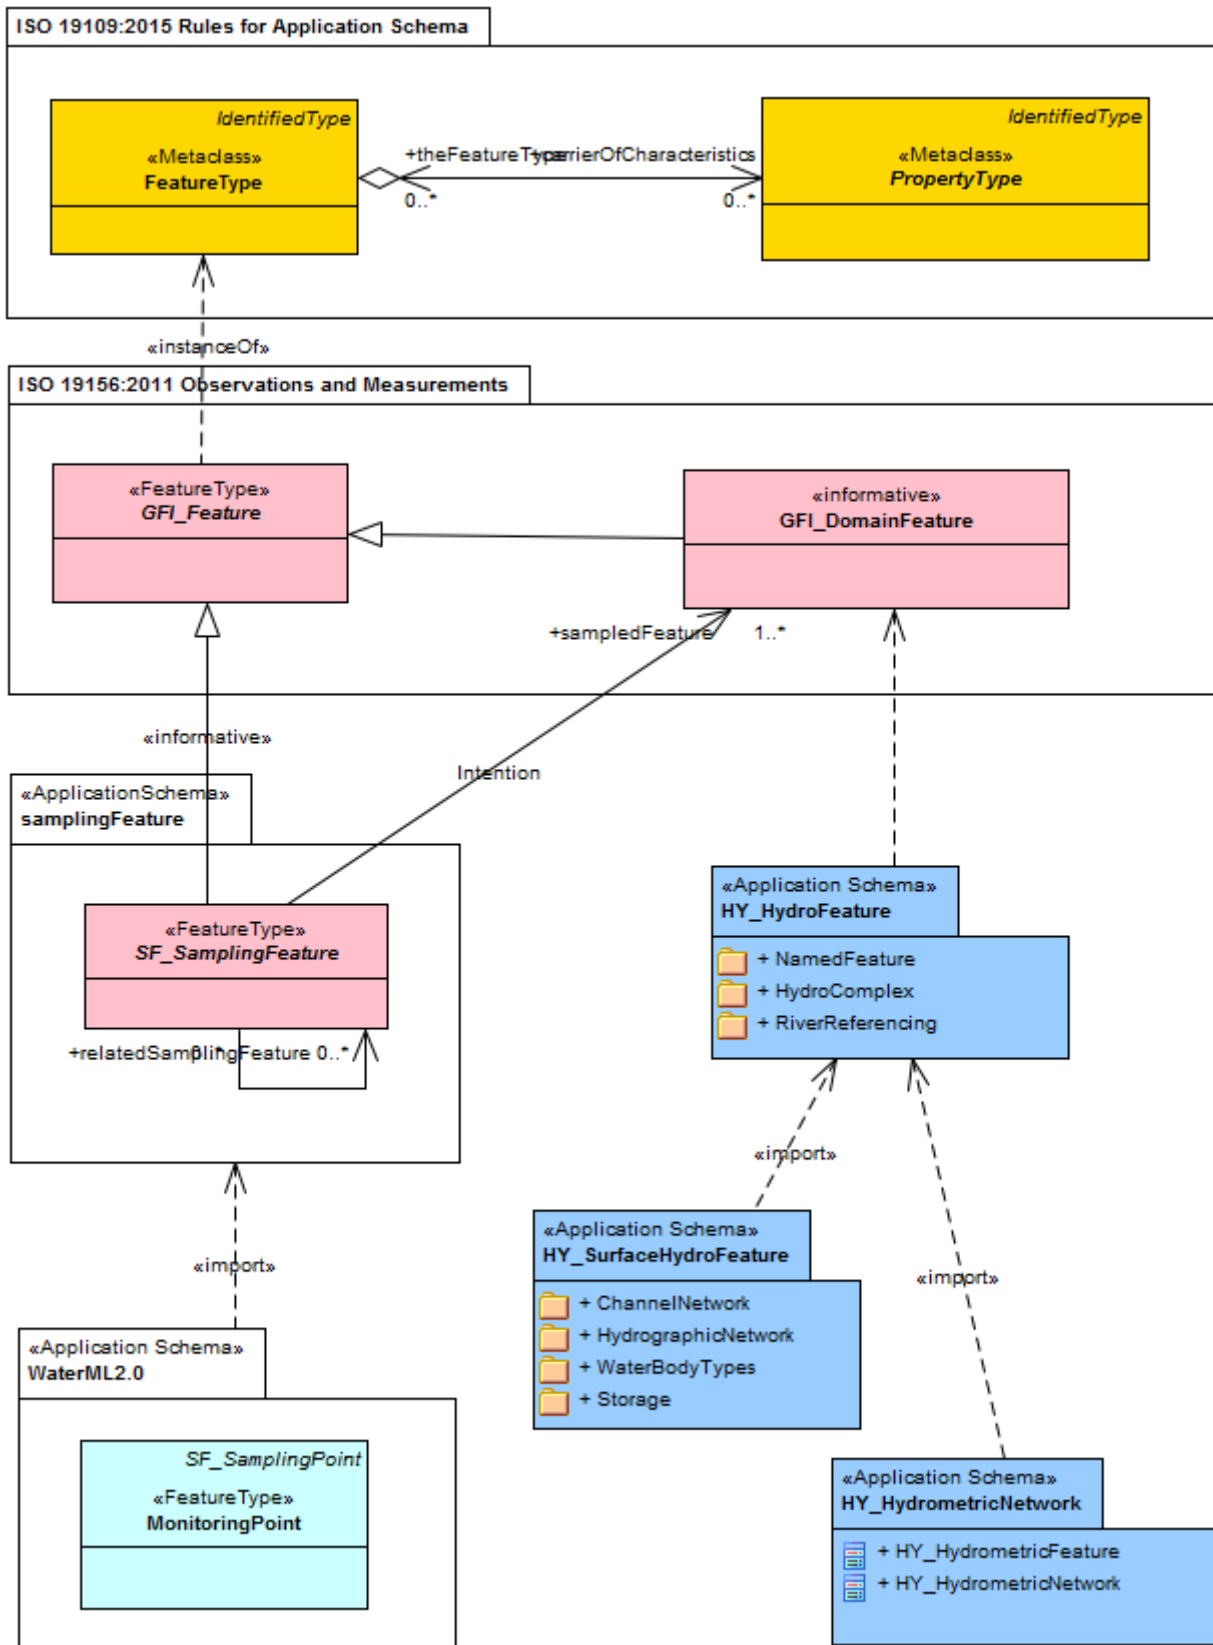 ISO 19109:2015 Rules for Application Schema
IdentifiedType
«Metaclass»
FeatureType
+theFeatureType
+carrierOfCharacteristics
0..*
0..*
IdentifiedType
«Metaclass»
PropertyType
«instanceOf»
ISO 19156:2011 Observations and Measurements
«FeatureType»
GFI_Feature
«informative»
GFI_DomainFeature
+sampledFeature
1..*
«informative»
Intention
«ApplicationSchema»
samplingFeature
«FeatureType»
SF_SamplingFeature
+relatedSamplingFeature 0..*
0..*
«Application Schema»
HY_HydroFeature
+ NamedFeature
+ HydroComplex
+ RiverReferencing
«import»
«Application Schema»
HY_SurfaceHydroFeature
+ ChannelNetwork
+ HydrographicNetwork
+ WaterBodyTypes
+ Storage
«import»
«import»
«Application Schema»
WaterML2.0
SF_SamplingPoint
«FeatureType»
MonitoringPoint
«Application Schema»
HY_HydrometricNetwork
+ HY_HydrometricFeature
+ HY_HydrometricNetwork